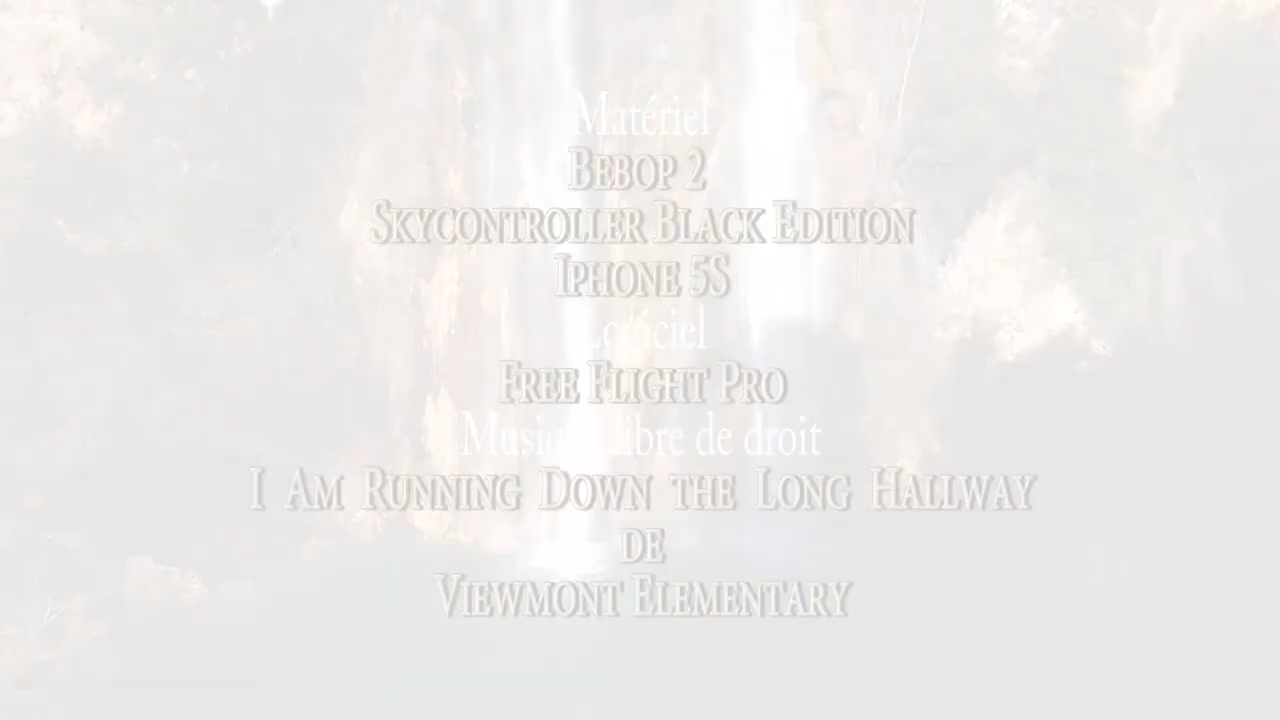 Matériel
BEBOP 2
SKYCONTROLLER BLACK EDITION
IPHONE 5S
Logiciel
FREE FLIGHT PRO
Musique libre de droit
I AM RUNNING DOWN THE LONG HALLWAY
DE
VIEWMONT ELEMENTARY